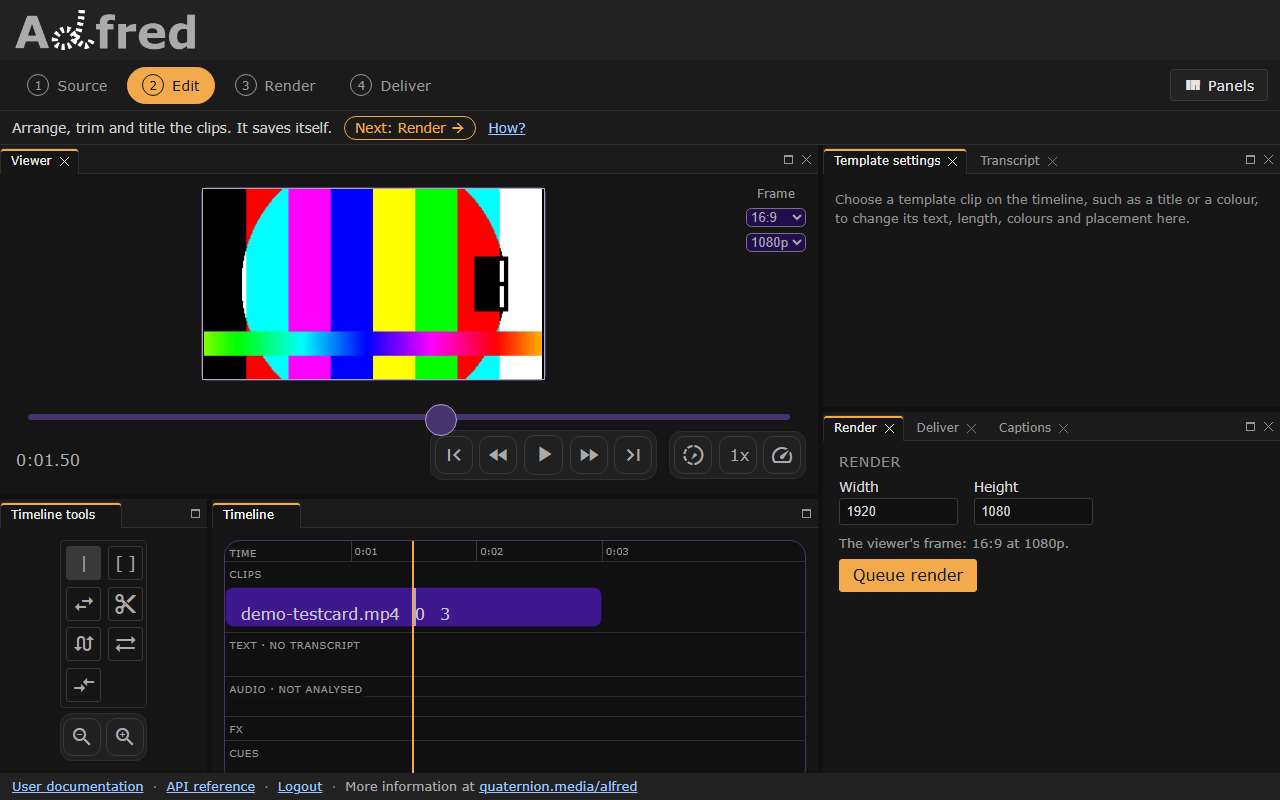 Adfred
1 Source 2 Edit 3 Render 4 Deliver Panels
Arrange, trim and title the clips. It saves itself. Next: Render → How?
Viewer
Frame
16:9
1080p
0:01.50
1x
Template settings Transcript
Choose a template clip on the timeline, such as a title or a colour,
to change its text, length, colours and placement here.
Render Deliver Captions
RENDER
Width Height
1920 1080
The viewer's frame: 16:9 at 1080p.
Queue render
Timeline tools
[ ]
Timeline
TIME 0:01 0:02 0:03
CLIPS
demo-testcard.mp4 0 3
TEXT · NO TRANSCRIPT
AUDIO · NOT ANALYSED
FX
CUES
User documentation · API reference · Logout · More information at quaternion.media/alfred